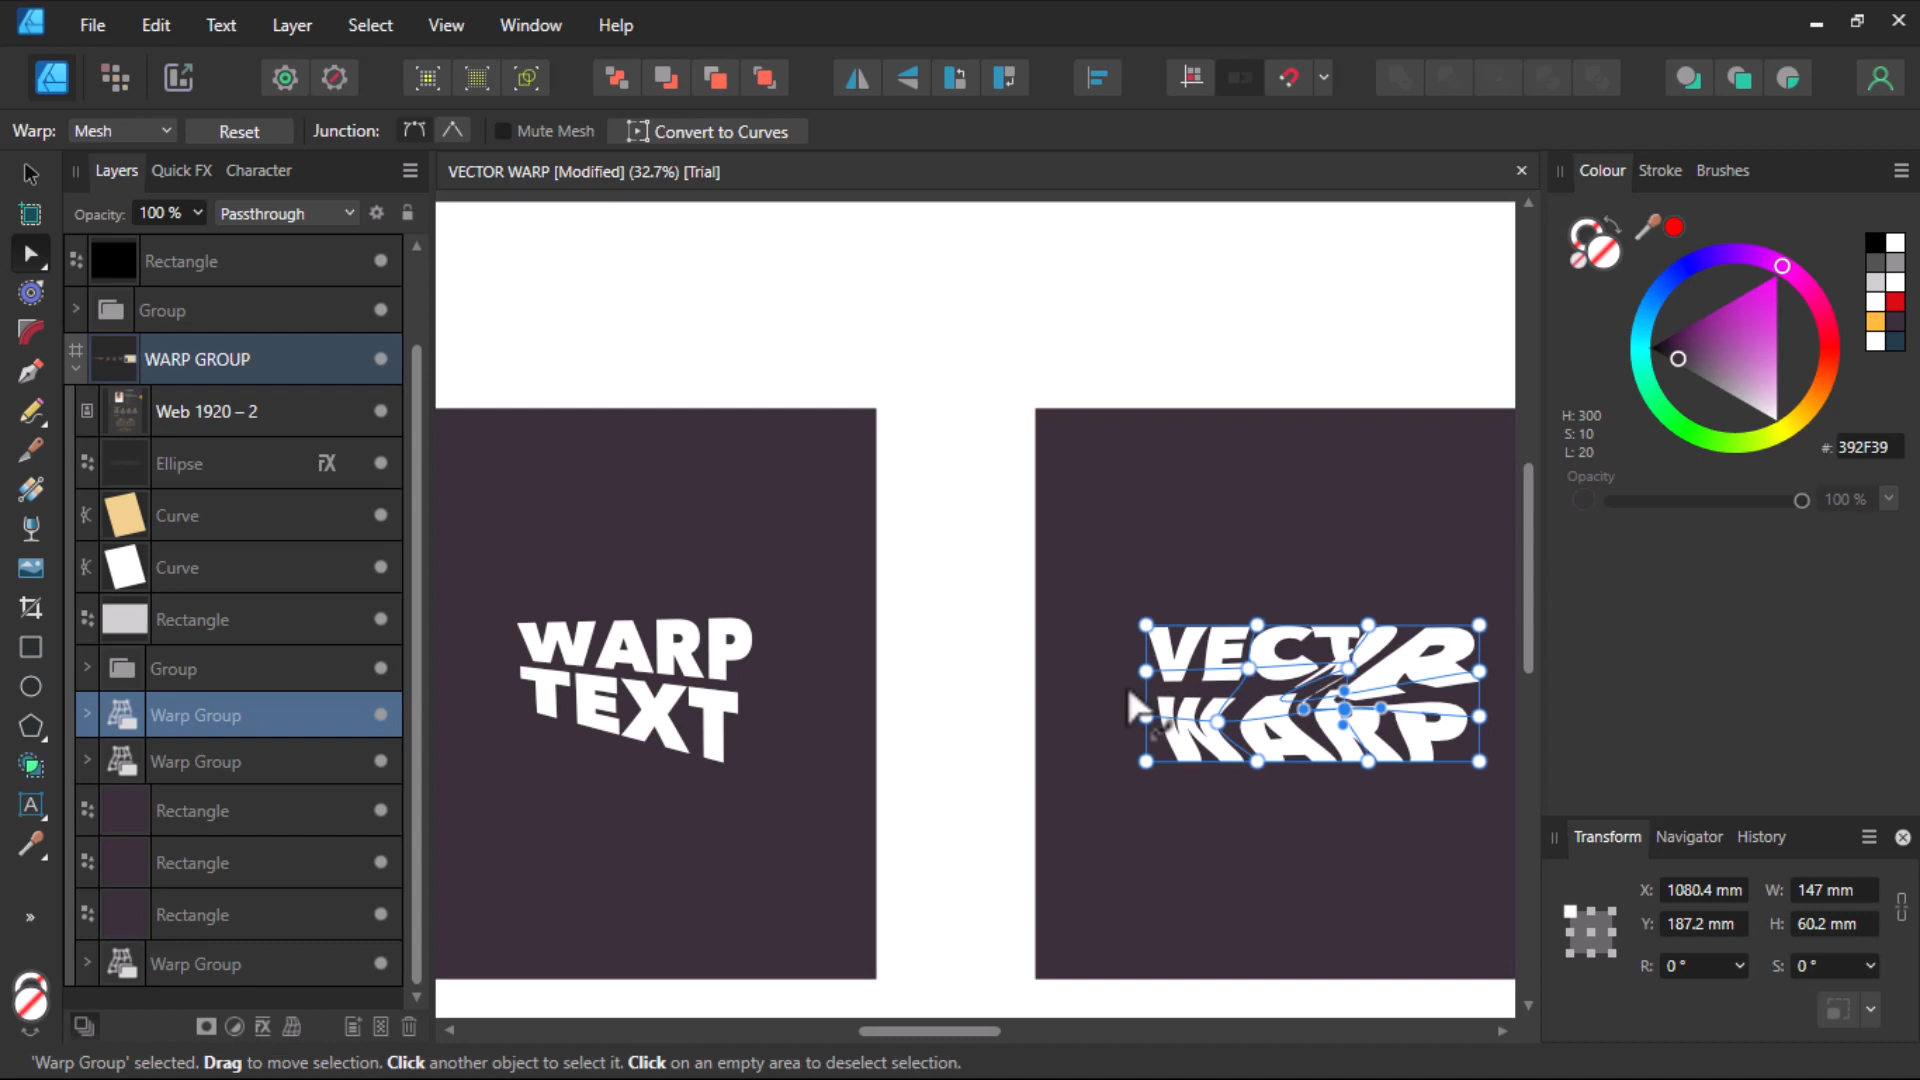 File Edit Text Layer Select View Window Help
Warp: Mesh Reset Junction: Mute Mesh Convert to Curves
Layers Quick FX Character
VECTOR WARP [Modified] (32.7%) [Trial]
Colour Stroke Brushes
Opacity: 100 % Passthrough
Rectangle
Group
WARP GROUP
Web 1920 – 2
Ellipse
Curve
Curve
Rectangle
Group
Warp Group
Warp Group
Rectangle
Rectangle
Rectangle
Warp Group
WARP
TEXT
VECTOR
WARP
H: 300
S: 10
L: 20
#: 392F39
Opacity
100 %
Transform Navigator History
X: 1080.4 mm W: 147 mm
Y: 187.2 mm H: 60.2 mm
R: 0 ° S: 0 °
'Warp Group' selected. Drag to move selection. Click another object to select it. Click on an empty area to deselect selection.